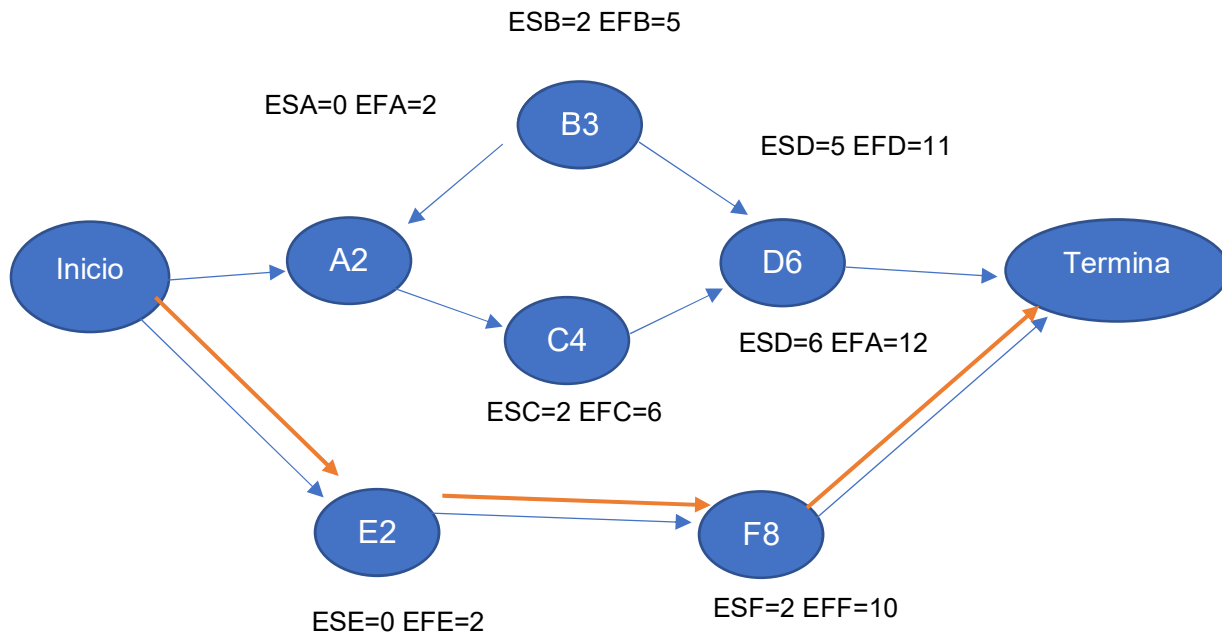 ESB=2 EFB=5
ESA=0 EFA=2
B3
ESD=5 EFD=11
Inicio
A2
D6
Termina
C4
ESD=6 EFA=12
ESC=2 EFC=6
E2
F8
ESE=0 EFE=2
ESF=2 EFF=10